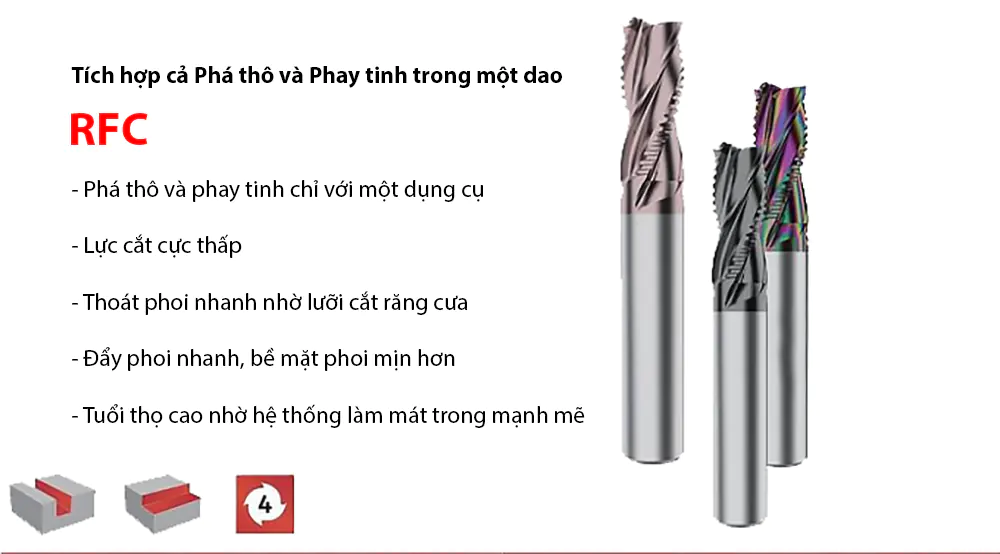 Tích hợp cả Phá thô và Phay tinh trong một dao
RFC
- Phá thô và phay tinh chỉ với một dụng cụ
- Lực cắt cực thấp
- Thoát phoi nhanh nhờ lưỡi cắt răng cưa
- Đẩy phoi nhanh, bề mặt phoi mịn hơn
- Tuổi thọ cao nhờ hệ thống làm mát trong mạnh mẽ
4